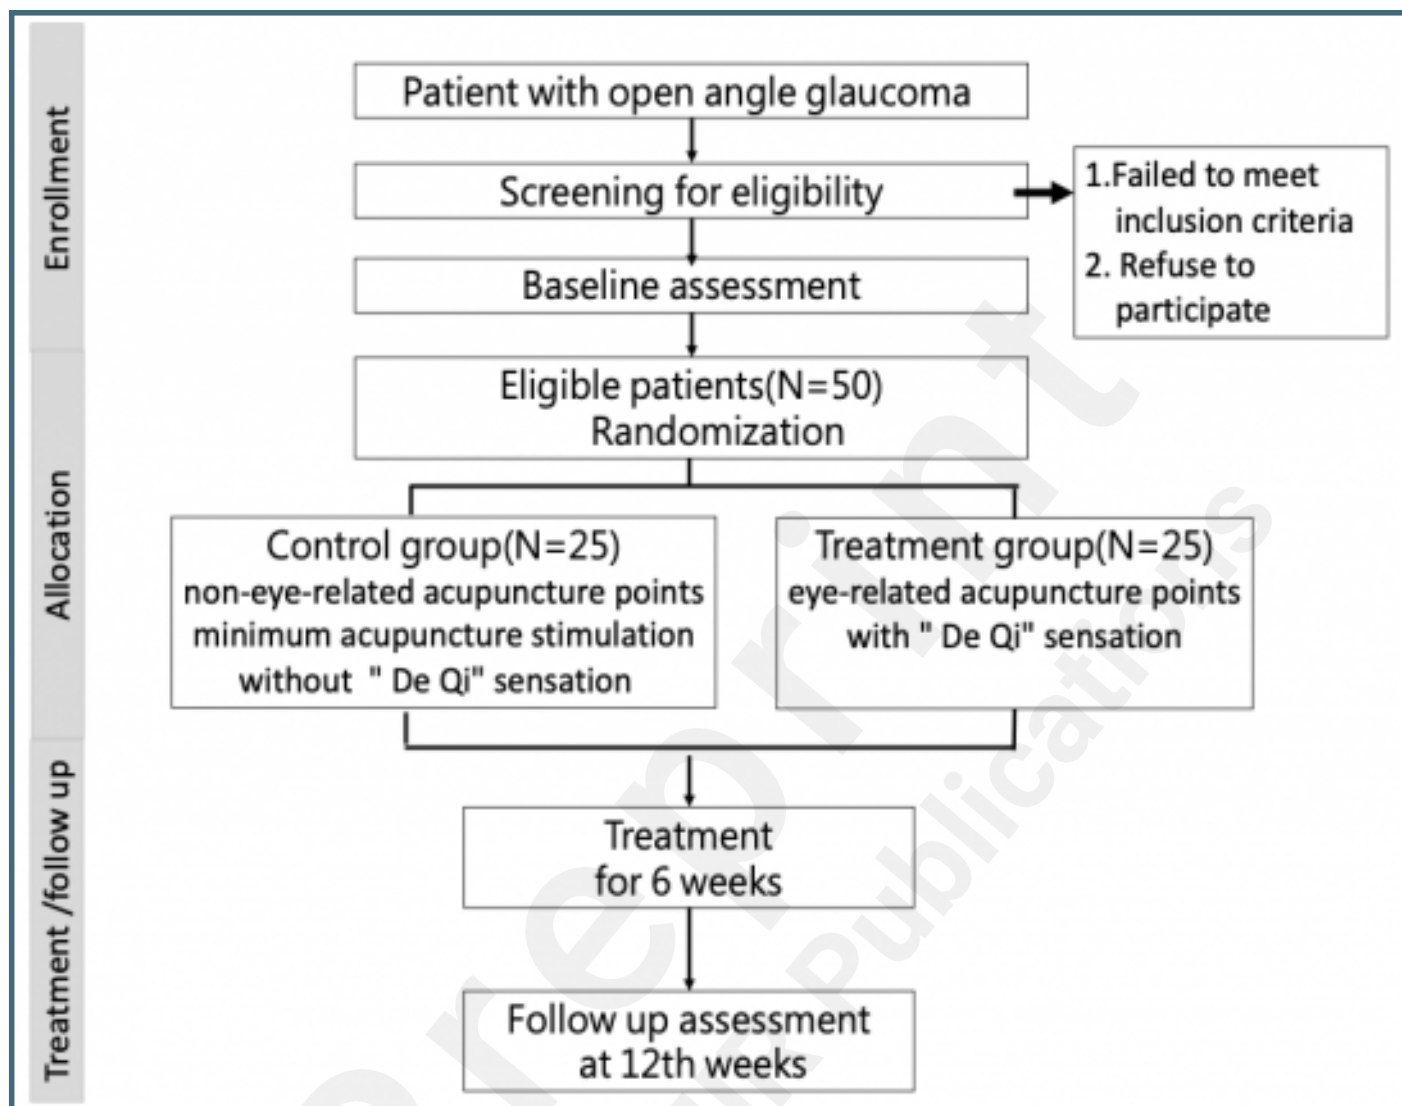 Enrollment
Patient with open angle glaucoma
Screening for eligibility
1.Failed to meet
inclusion criteria
2. Refuse to
participate
Baseline assessment
Allocation
Eligible patients(N=50)
Randomization
Control group(N=25)
non-eye-related acupuncture points
minimum acupuncture stimulation
without " De Qi" sensation
Treatment group(N=25)
eye-related acupuncture points
with " De Qi" sensation
Treatment /follow up
Treatment
for 6 weeks
Follow up assessment
at 12th weeks
Preprint
Publications